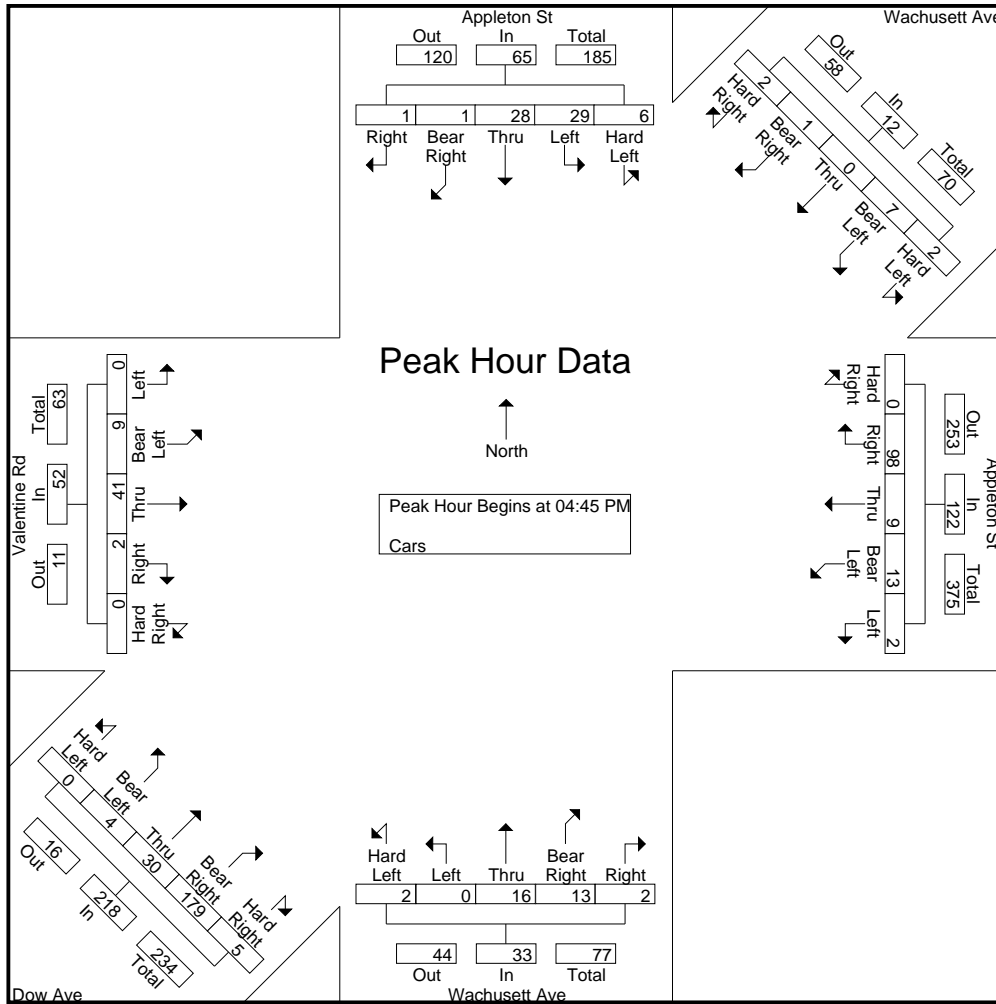 Appleton St
Out In Total
120 65 185
1 1 28 29 6
Right Bear Right Thru Left Hard Left
Wachusett Ave
Out 58
In 12
Total 70
2 1 0 7 2
Hard Right
Bear Right
Thru
Bear Left
Hard Left
Peak Hour Data
North
Peak Hour Begins at 04:45 PM
Cars
Valentine Rd
Total 63
In 52
Out 11
0 9 41 2 0
Left
Bear Left
Thru
Right
Hard Right
Appleton St
Out 253
In 122
Total 375
0 98 9 13 2
Hard Right
Right
Thru
Bear Left
Left
Dow Ave
Hard Left
Bear Left
Thru
Bear Right
Hard Right
0 4 30 179 5
16 Out
218 In
234 Total
Hard Left Left Thru Bear Right Right
2 0 16 13 2
44 33 77
Out In Total
Wachusett Ave